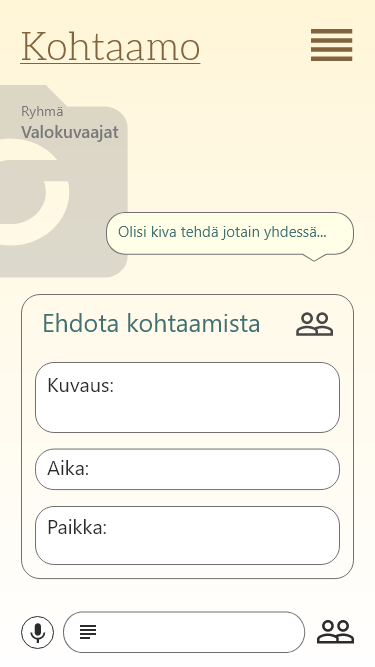 Kohtaamo
Ryhmä
Valokuvaajat
Olisi kiva tehdä jotain yhdessä...
Ehdota kohtaamista
Kuvaus:
Aika:
Paikka: